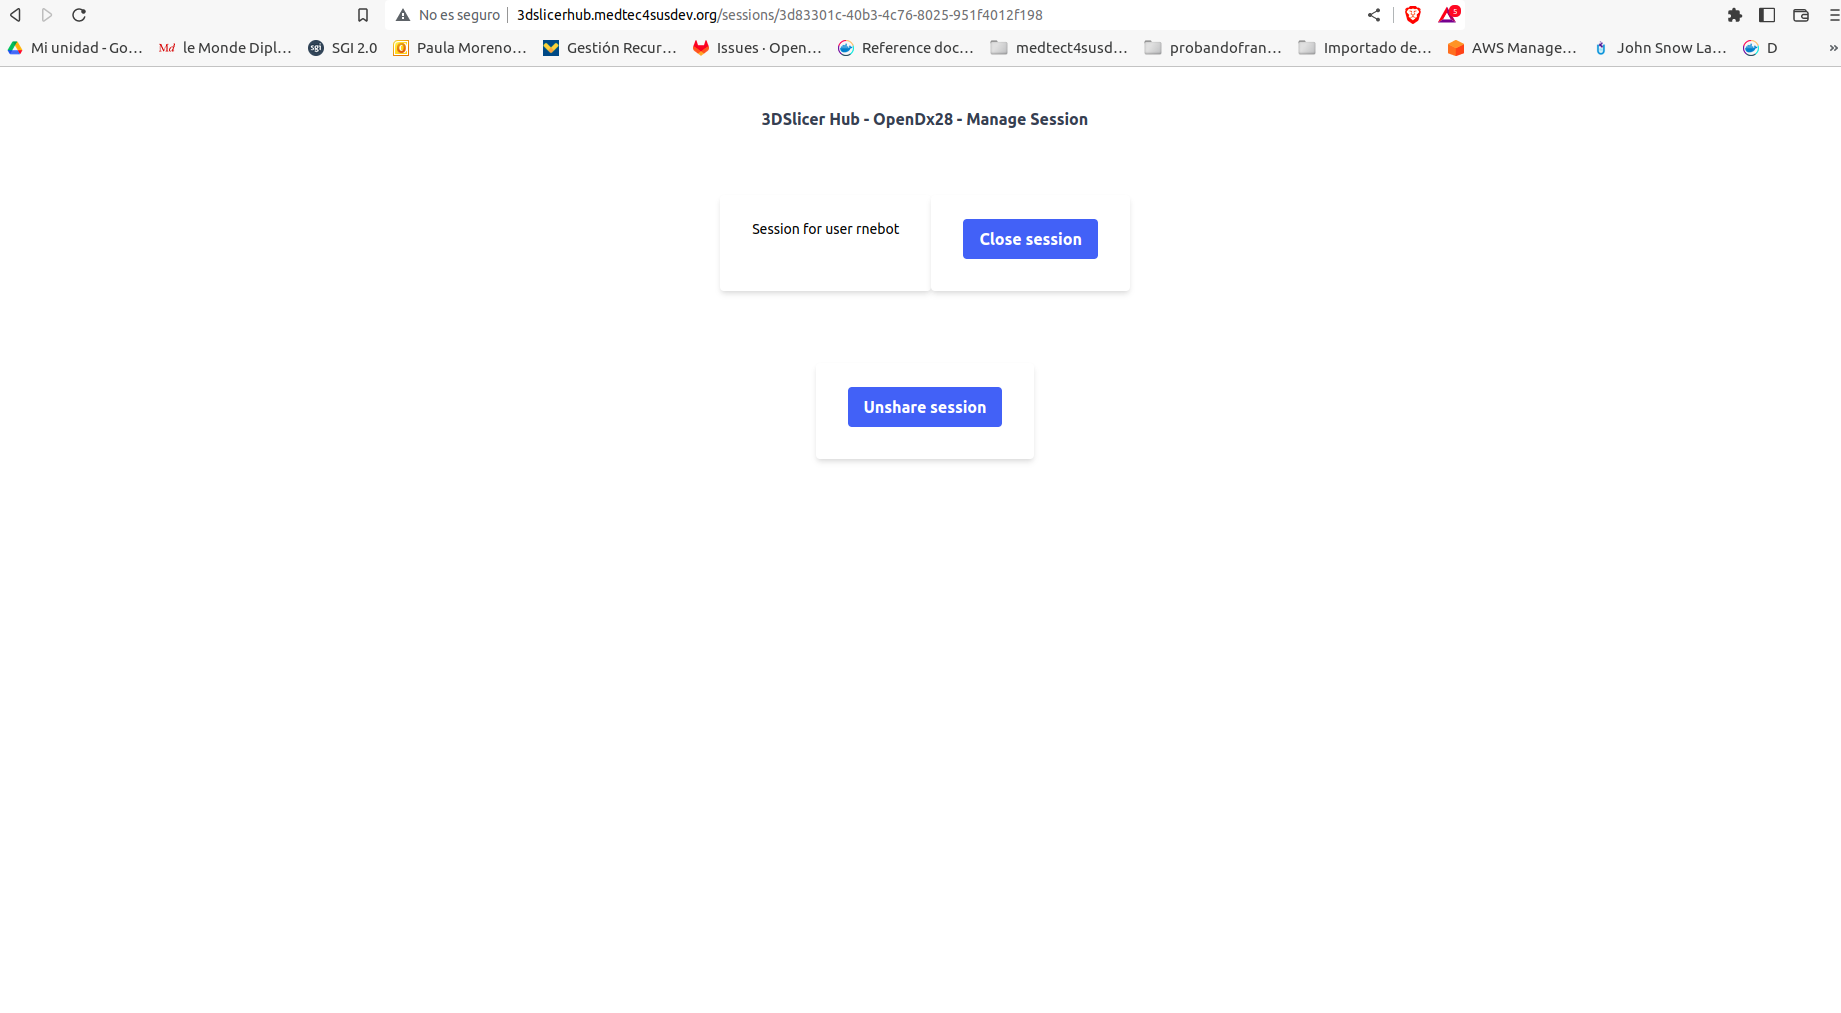 No es seguro 3dslicerhub.medtec4susdev.org/sessions/3d83301c-40b3-4c76-8025-951f4012f198 5
Mi unidad - Go... Md le Monde Dipl... sgi SGI 2.0 Paula Moreno... Gestión Recur... Issues · Open... Reference doc... medtect4susd... probandofran... Importado de... AWS Manage... John Snow La... D »
3DSlicer Hub - OpenDx28 - Manage Session
Session for user rnebot
Close session
Unshare session